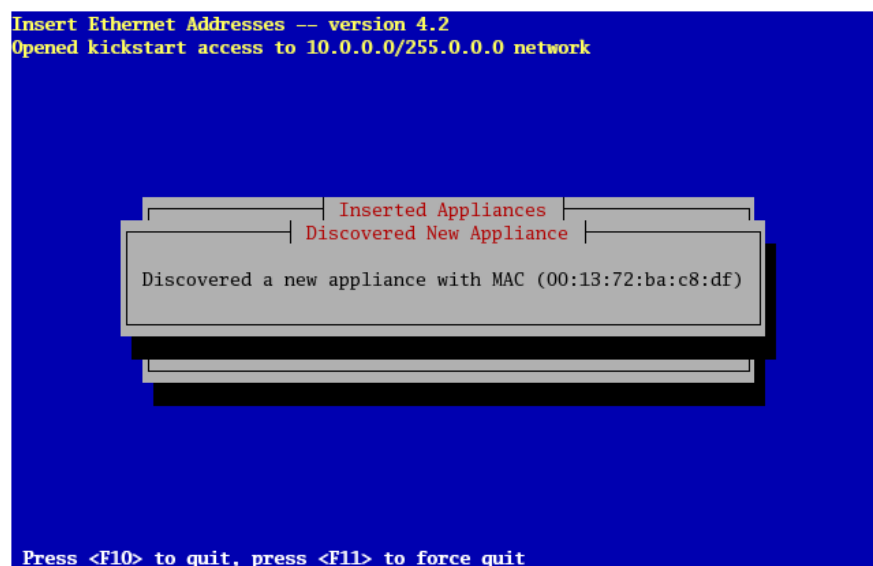 Insert Ethernet Addresses -- version 4.2
Opened kickstart access to 10.0.0.0/255.0.0.0 network
Inserted Appliances
Discovered New Appliance
Discovered a new appliance with MAC (00:13:72:ba:c8:df)
Press <F10> to quit, press <F11> to force quit